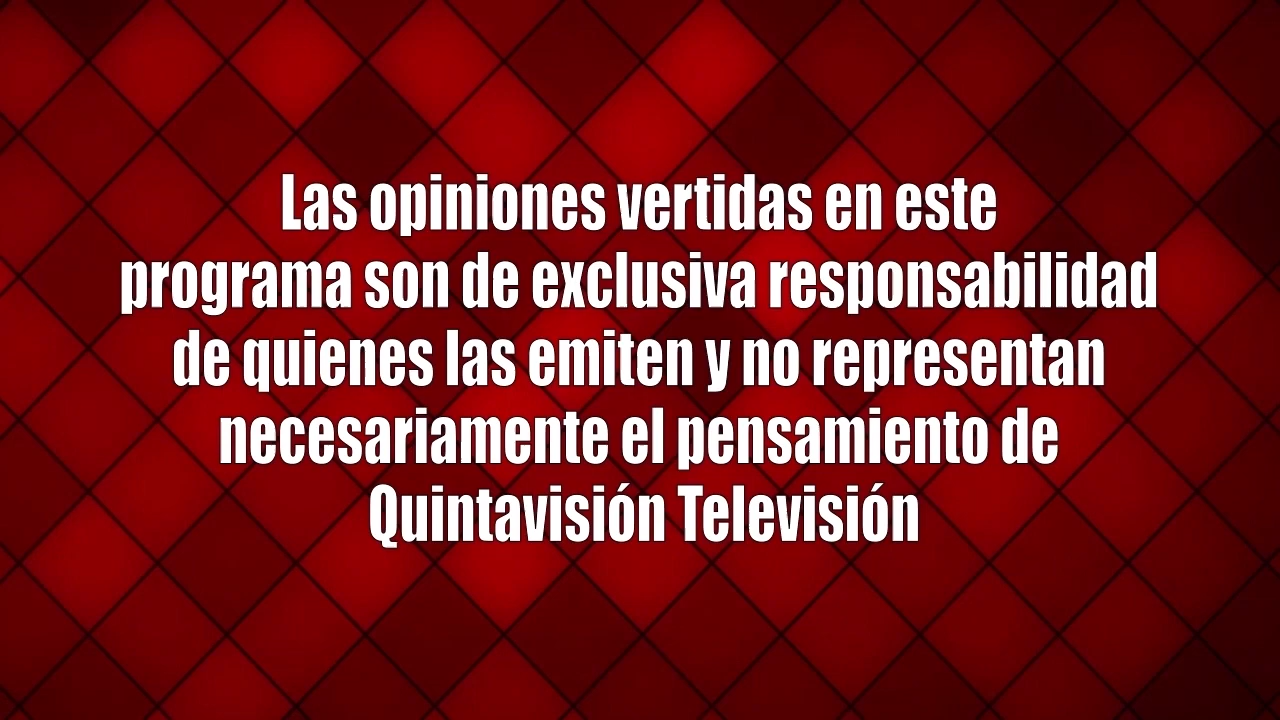 Las opiniones vertidas en este
programa son de exclusiva responsabilidad
de quienes las emiten y no representan
necesariamente el pensamiento de
Quintavisión Televisión